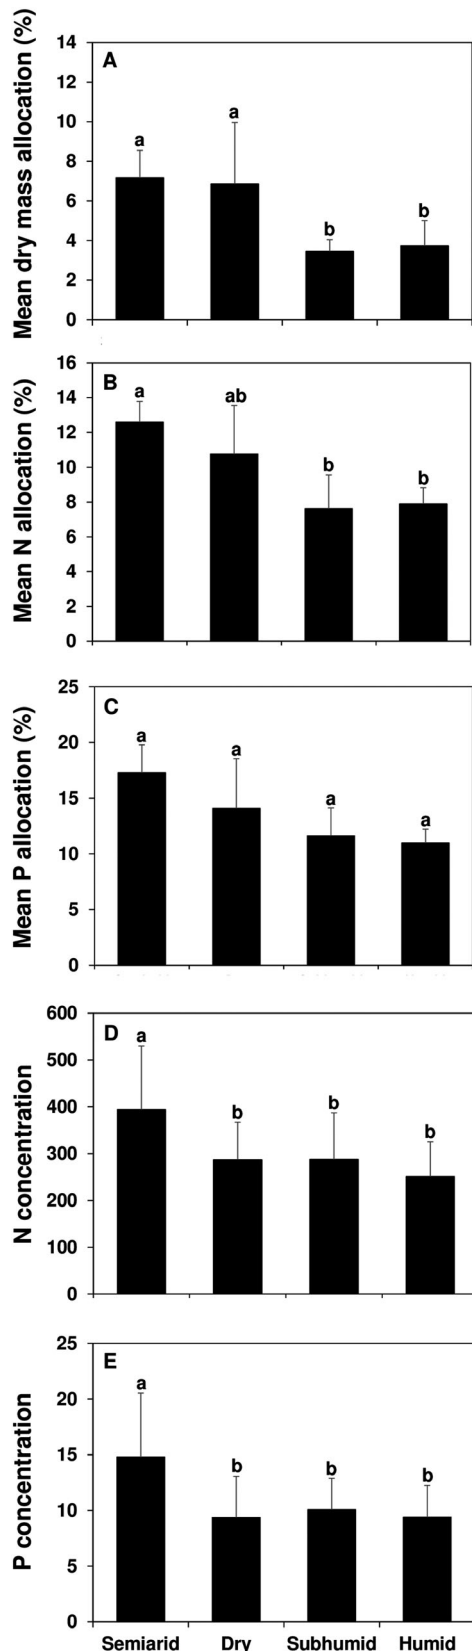 Mean dry mass allocation (%)
14
12
10
8
6
4
2
0
A
a
a
b
b
Mean N allocation (%)
16
14
12
10
8
6
4
2
0
B
a
ab
b
b
Mean P allocation (%)
25
20
15
10
5
0
C
a
a
a
a
N concentration
600
500
400
300
200
100
0
D
a
b
b
b
P concentration
25
20
15
10
5
0
E
a
b
b
b
Semiarid Dry Subhumid Humid